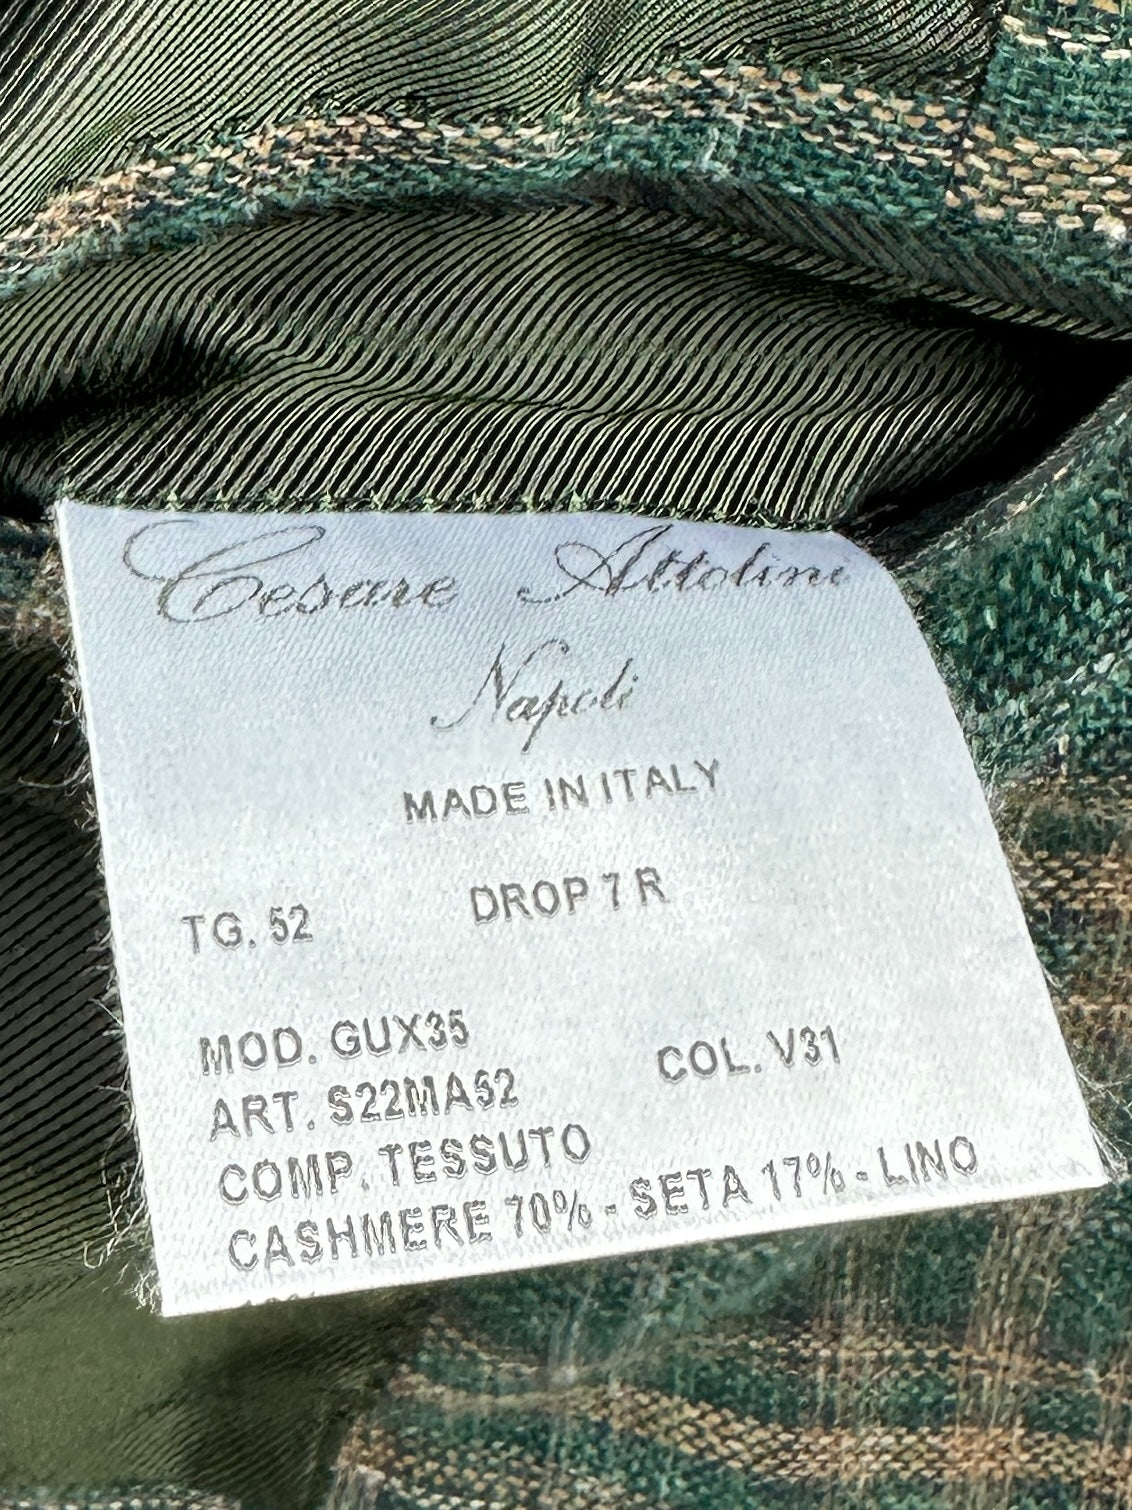 Cesare Attolini
Napoli
MADE IN ITALY
TG. 52 DROP 7 R
MOD. GUX35
ART. S22MA52 COL. V31
COMP. TESSUTO
CASHMERE 70% - SETA 17% - LINO